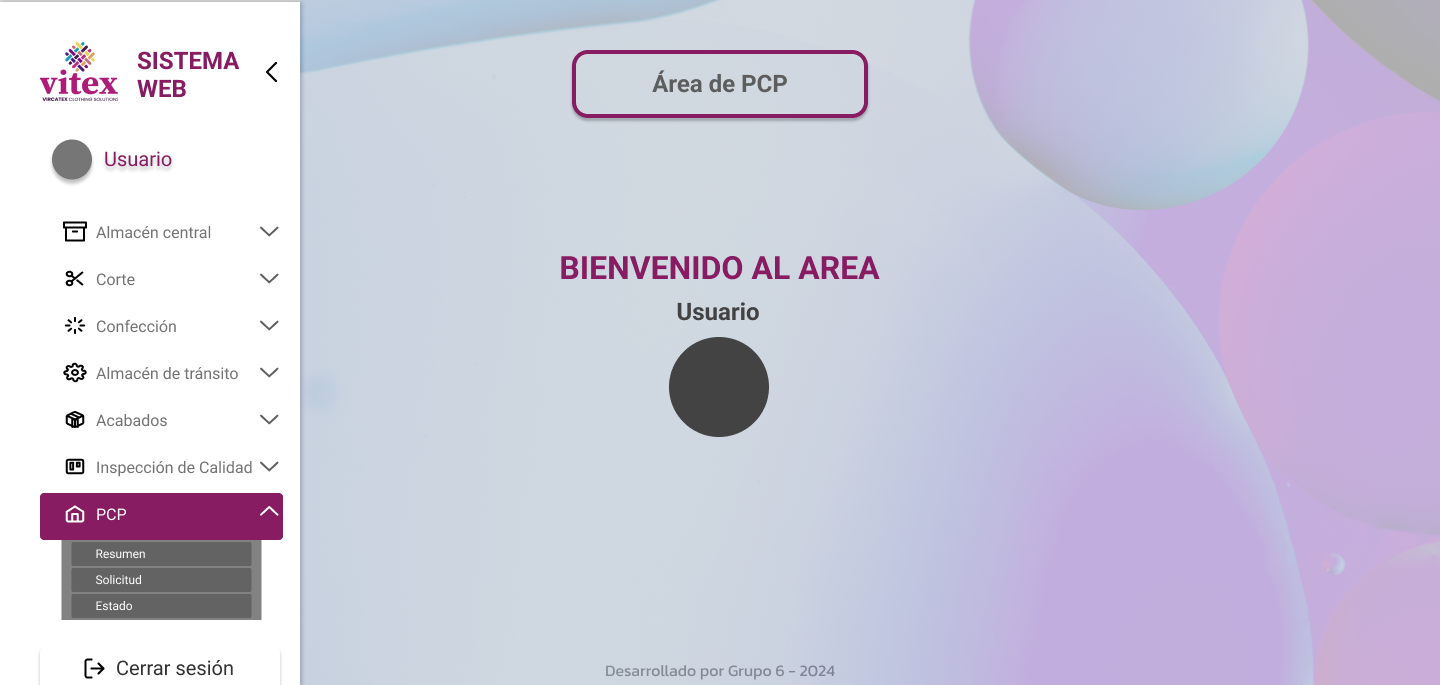 vitex
VIRCATEX CLOTHING SOLUTIONS
SISTEMA
WEB
Usuario
Almacén central
Corte
Confección
Almacén de tránsito
Acabados
Inspección de Calidad
PCP
Resumen
Solicitud
Estado
Cerrar sesión
Área de PCP
BIENVENIDO AL AREA
Usuario
Desarrollado por Grupo 6 - 2024